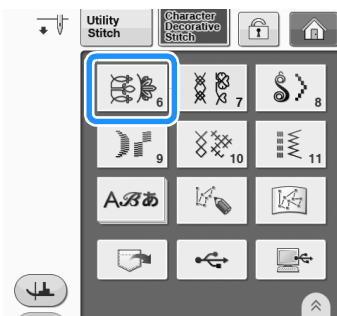 Utility
Stitch
Character
Decorative
Stitch
6
7
8
9
10
11
Aℬあ